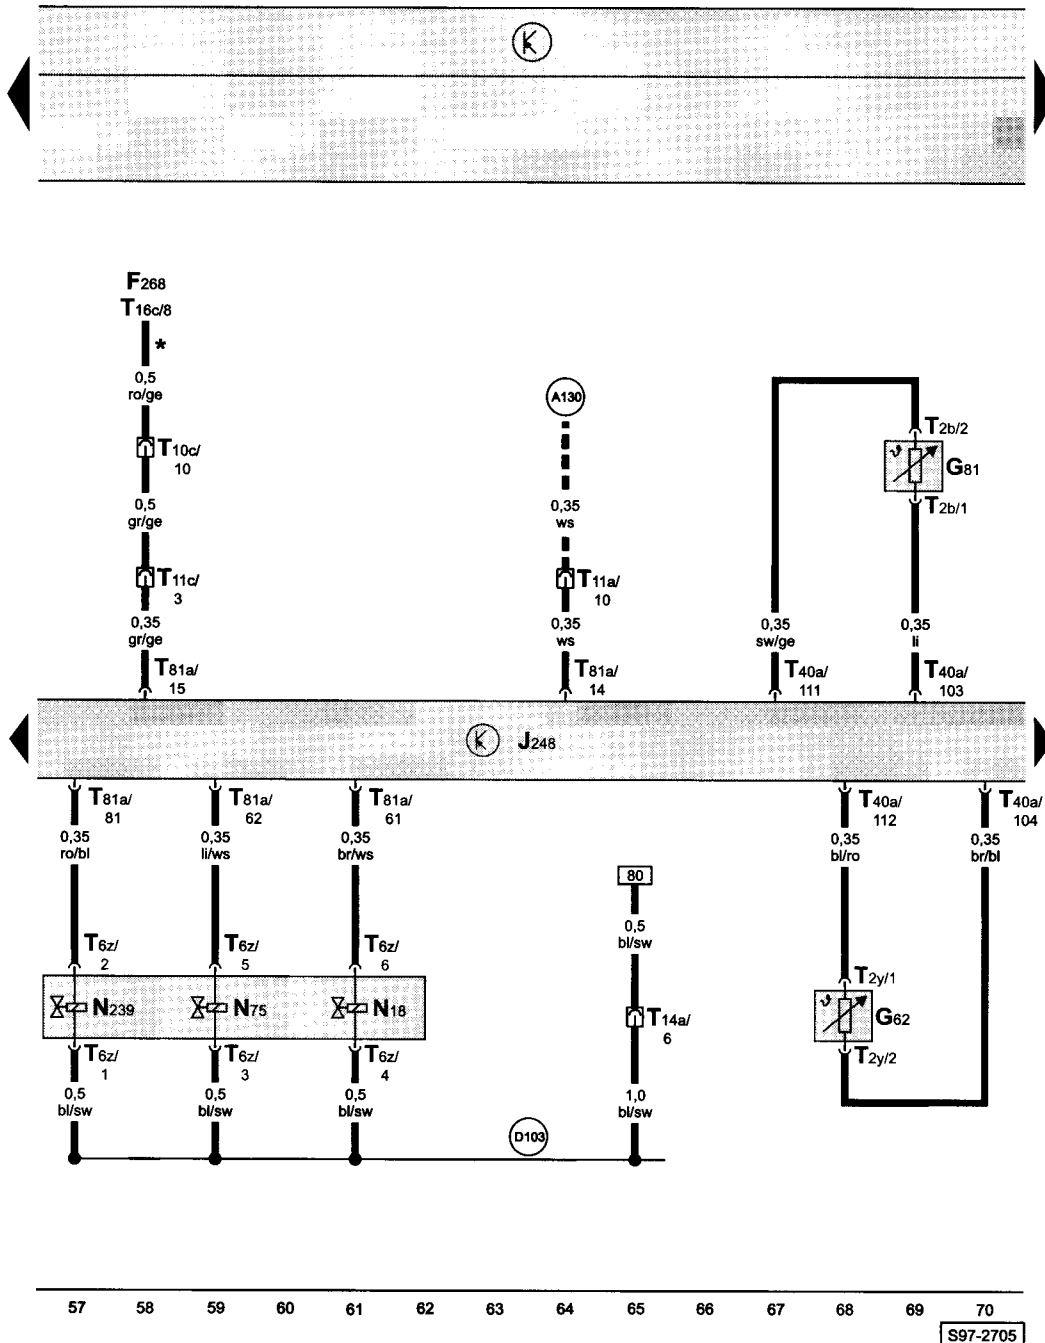 F268
T16c/8
*
0,5
ro/ge
A130
T10c/
10
T2b/2
G81
0,5
gr/ge
0,35
ws
T2b/1
T11c/
3
T11a/
10
0,35
gr/ge
0,35
ws
0,35
sw/ge
0,35
li
T81a/
15
T81a/
14
T40a/
111
T40a/
103
J248
T81a/
81
T81a/
62
T81a/
61
T40a/
112
T40a/
104
0,35
ro/bl
0,35
li/ws
0,35
br/ws
0,35
bl/ro
0,35
br/bl
80
0,5
bl/sw
T6z/
2
T6z/
5
T6z/
6
T2y/1
N239
N75
N18
T14a/
6
G62
T6z/
1
T6z/
3
T6z/
4
T2y/2
0,5
bl/sw
0,5
bl/sw
0,5
bl/sw
1,0
bl/sw
D103
57 58 59 60 61 62 63 64 65 66 67 68 69 70
S97-2705